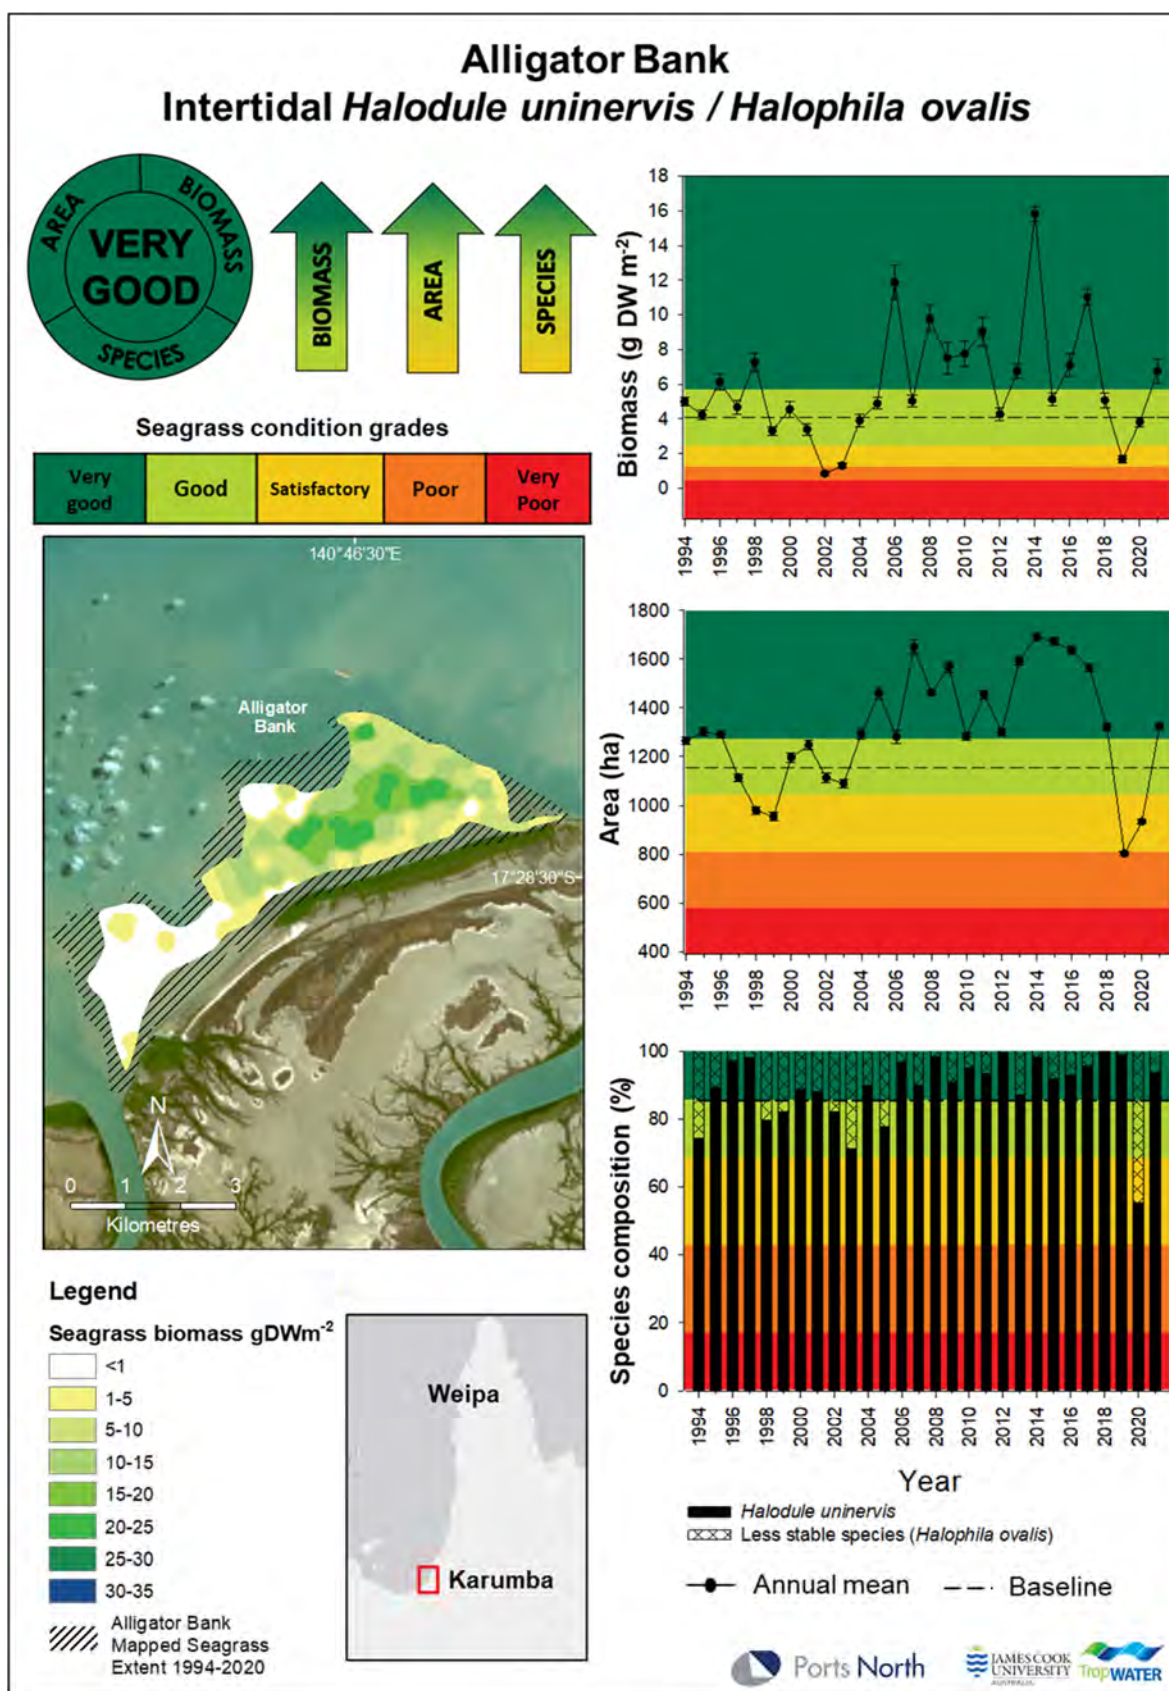 Alligator Bank
Intertidal Halodule uninervis / Halophila ovalis
AREA
BIOMASS
VERY
GOOD
SPECIES
BIOMASS
AREA
SPECIES
Seagrass condition grades
Very
good
Good
Satisfactory
Poor
Very
Poor
140°46'30"E
Alligator
Bank
17°28'30"S
N
0 1 2 3
Kilometres
Legend
Seagrass biomass gDWm-2
<1
1-5
5-10
10-15
15-20
20-25
25-30
30-35
Alligator Bank
Mapped Seagrass
Extent 1994-2020
Weipa
Karumba
Biomass (g DW m-2)
18
16
14
12
10
8
6
4
2
0
1994 1996 1998 2000 2002 2004 2006 2008 2010 2012 2014 2016 2018 2020
Area (ha)
1800
1600
1400
1200
1000
800
600
400
1994 1996 1998 2000 2002 2004 2006 2008 2010 2012 2014 2016 2018 2020
Species composition (%)
100
80
60
40
20
0
1994 1996 1998 2000 2002 2004 2006 2008 2010 2012 2014 2016 2018 2020
Year
Halodule uninervis
Less stable species (Halophila ovalis)
Annual mean
Baseline
Ports North
JAMES COOK
UNIVERSITY
AUSTRALIA
TropWATER